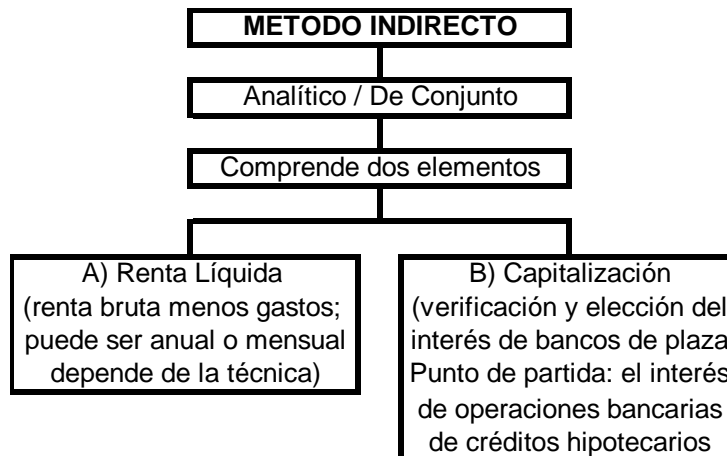 METODO INDIRECTO
Analítico / De Conjunto
Comprende dos elementos
A) Renta Líquida
(renta bruta menos gastos;
puede ser anual o mensual
depende de la técnica)
B) Capitalización
(verificación y elección del
interés de bancos de plaza
Punto de partida: el interés
de operaciones bancarias
de créditos hipotecarios